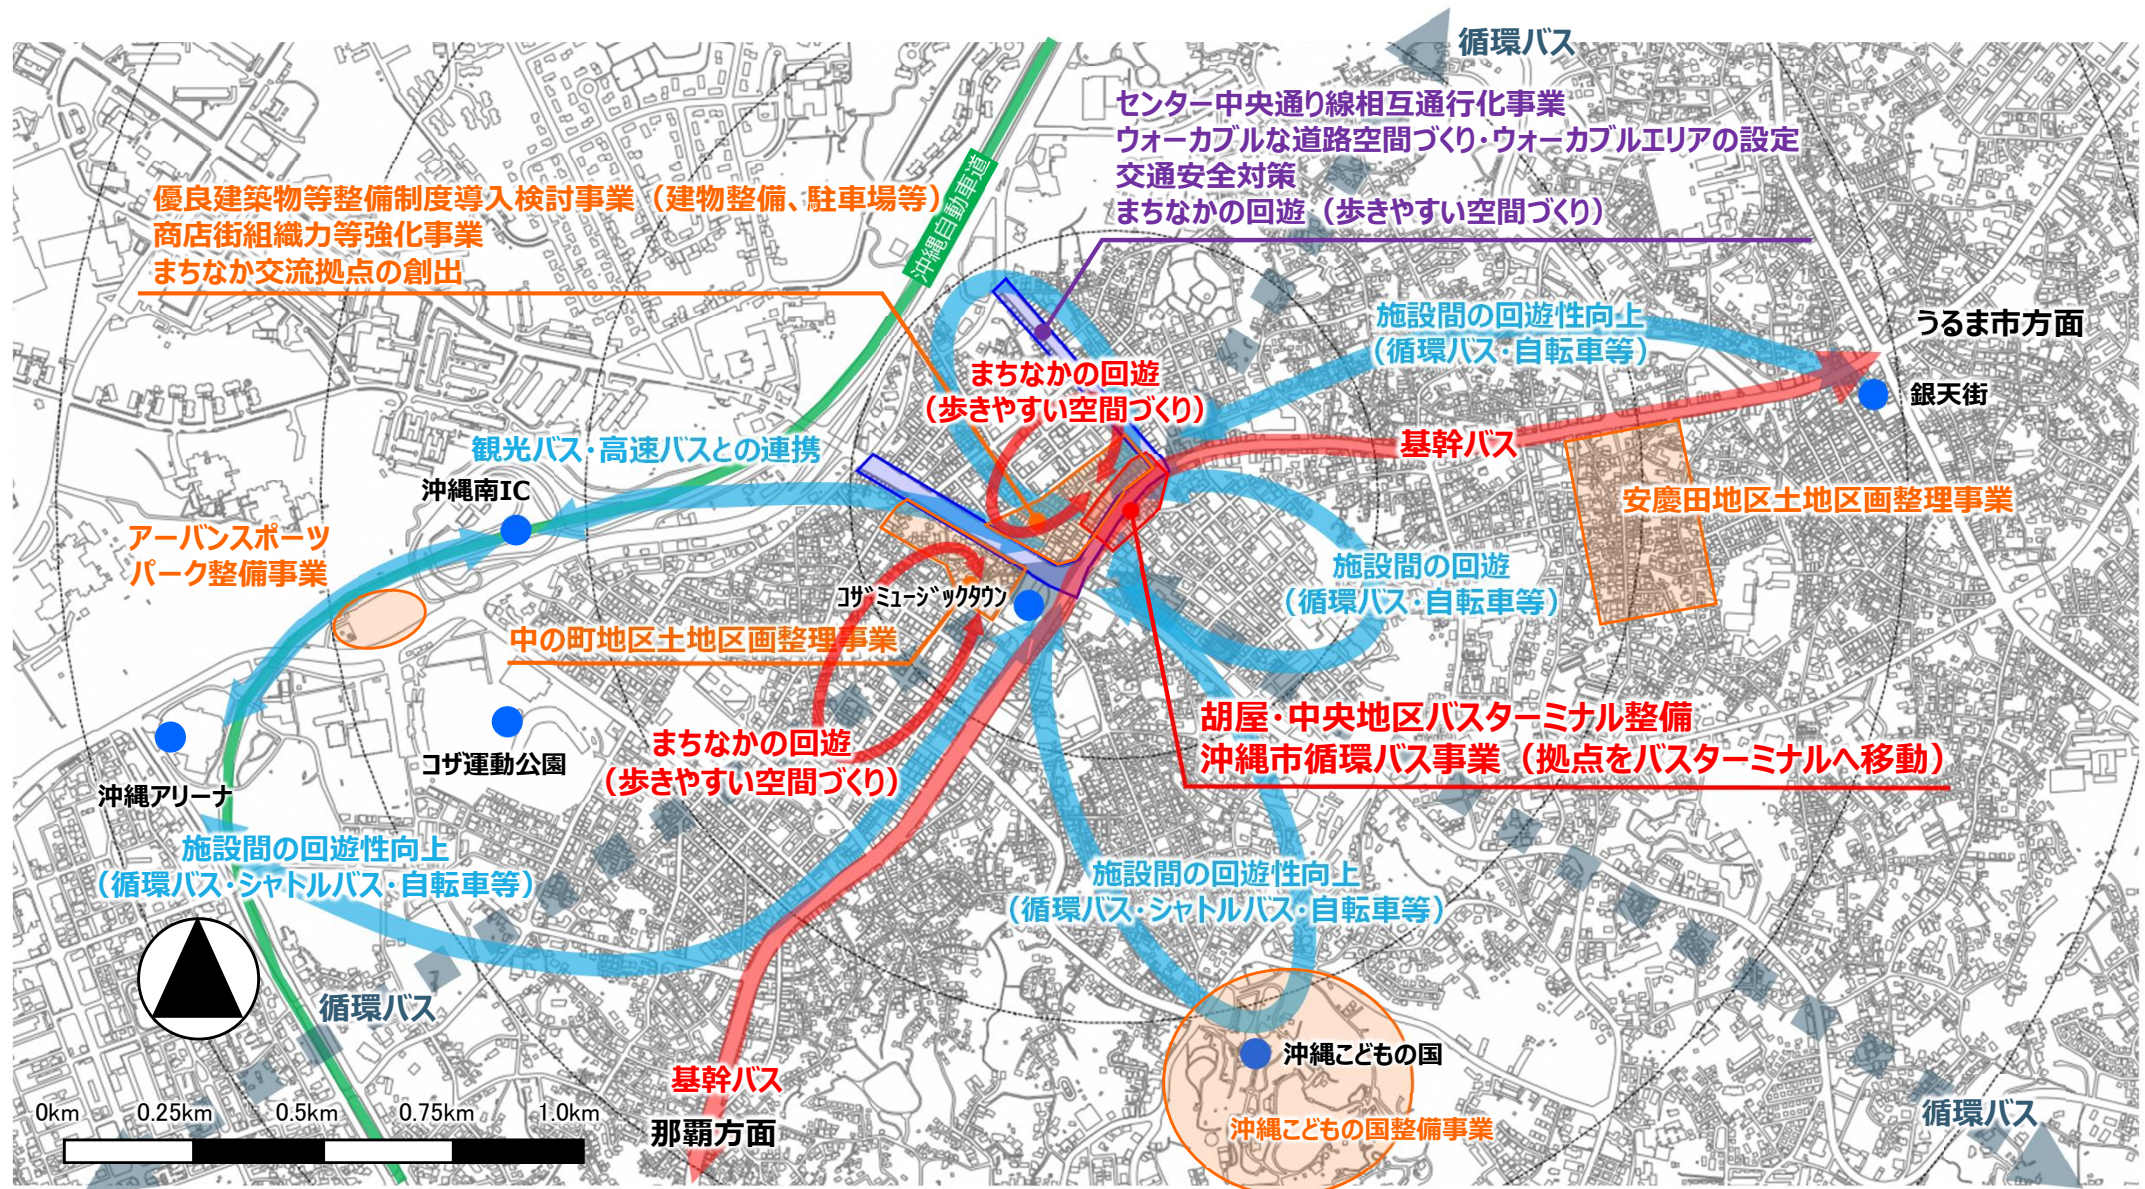 循環バス
センター中央通り線相互通行化事業
ウォーカブルな道路空間づくり・ウォーカブルエリアの設定
交通安全対策
まちなかの回遊（歩きやすい空間づくり）
沖縄自動車道
優良建築物等整備制度導入検討事業（建物整備、駐車場等）
商店街組織力等強化事業
まちなか交流拠点の創出
施設間の回遊性向上
（循環バス・自転車等）
うるま市方面
銀天街
まちなかの回遊
（歩きやすい空間づくり）
基幹バス
観光バス・高速バスとの連携
沖縄南IC
安慶田地区土地区画整理事業
アーバンスポーツ
パーク整備事業
施設間の回遊
（循環バス・自転車等）
コザミュージックタウン
中の町地区土地区画整理事業
胡屋・中央地区バスターミナル整備
沖縄市循環バス事業（拠点をバスターミナルへ移動）
まちなかの回遊
（歩きやすい空間づくり）
コザ運動公園
沖縄アリーナ
施設間の回遊性向上
（循環バス・シャトルバス・自転車等）
施設間の回遊性向上
（循環バス・シャトルバス・自転車等）
循環バス
沖縄こどもの国
基幹バス
那覇方面
沖縄こどもの国整備事業
循環バス
0km 0.25km 0.5km 0.75km 1.0km